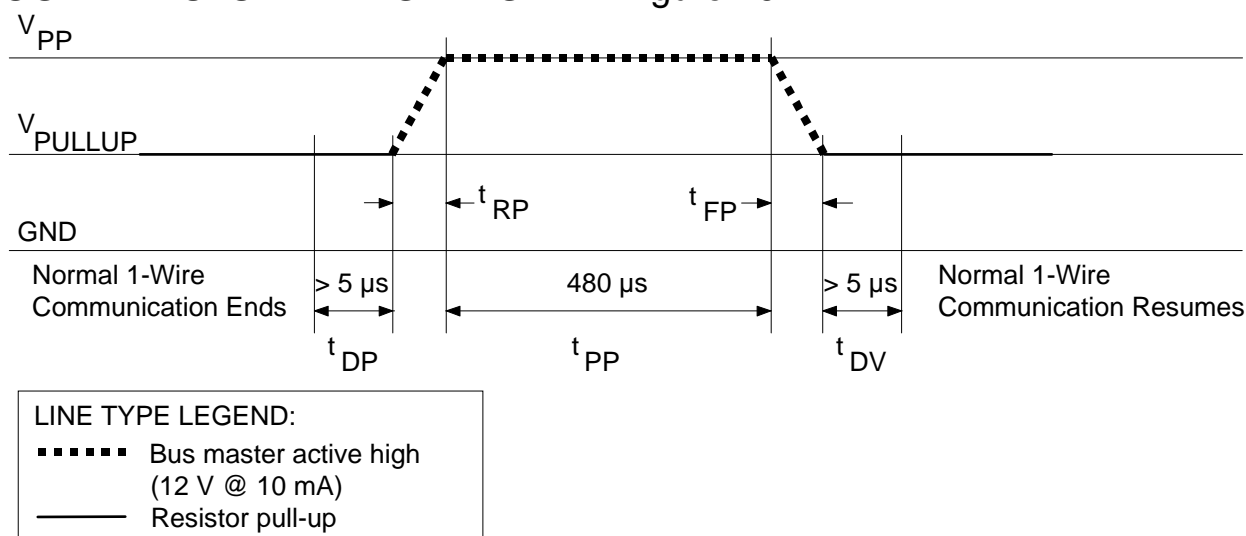 V PP
V PULLUP
t RP
t FP
GND
Normal 1-Wire
Communication Ends
> 5 µs
480 µs
> 5 µs
Normal 1-Wire
Communication Resumes
t DP
t PP
t DV
LINE TYPE LEGEND:
Bus master active high
(12 V @ 10 mA)
Resistor pull-up